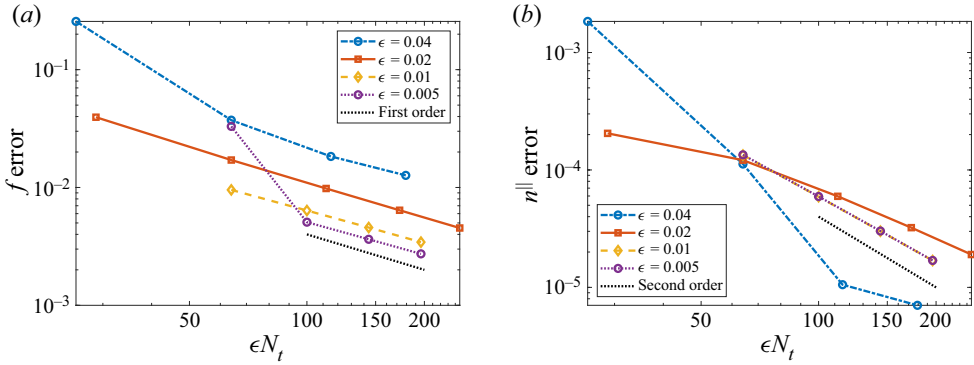 (a)
10⁻¹
10⁻²
10⁻³
f error
ϵ = 0.04
ϵ = 0.02
ϵ = 0.01
ϵ = 0.005
First order
50 100 150 200
ϵNₜ
(b)
10⁻³
10⁻⁴
10⁻⁵
n^|| error
ϵ = 0.04
ϵ = 0.02
ϵ = 0.01
ϵ = 0.005
Second order
50 100 150 200
ϵNₜ